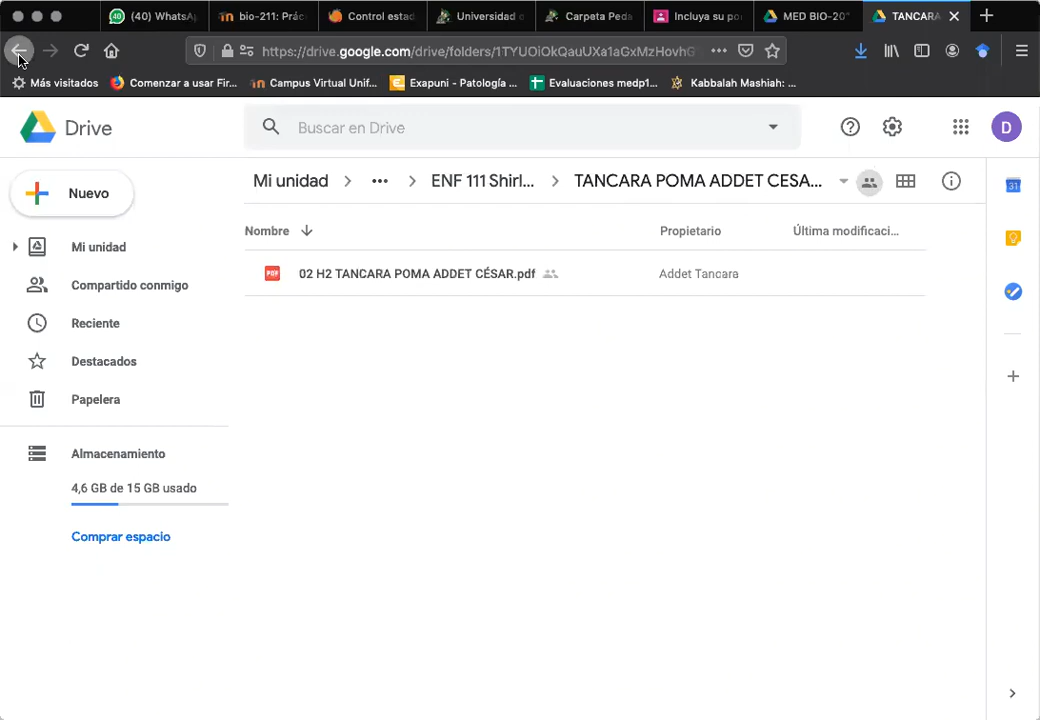 (40) WhatsA
bio-211: Prác
Control estad
Universidad
Carpeta Peda
Incluya su po
MED BIO-20
TANCARA
https://drive.google.com/drive/folders/1TYUOiOkQauUXa1aGxMzHovhG
Más visitados
Comenzar a usar Fir...
Campus Virtual Unif...
Exapuni - Patología ...
Evaluaciones medp1...
Kabbalah Mashiah: ...
Drive
Buscar en Drive
D
Nuevo
Mi unidad
Compartido conmigo
Reciente
Destacados
Papelera
Almacenamiento
4,6 GB de 15 GB usado
Comprar espacio
Mi unidad > ... > ENF 111 Shirl... > TANCARA POMA ADDET CESA...
Nombre Propietario Última modificaci...
PDF 02 H2 TANCARA POMA ADDET CÉSAR.pdf Addet Tancara
31